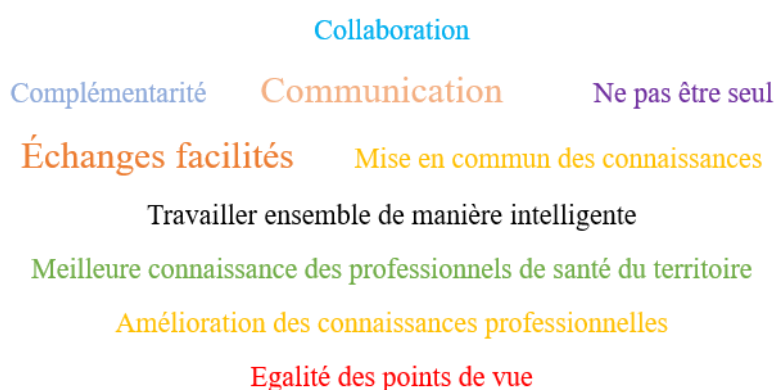 Collaboration
Complémentarité Communication Ne pas être seul
Échanges facilités Mise en commun des connaissances
Travailler ensemble de manière intelligente
Meilleure connaissance des professionnels de santé du territoire
Amélioration des connaissances professionnelles
Egalité des points de vue